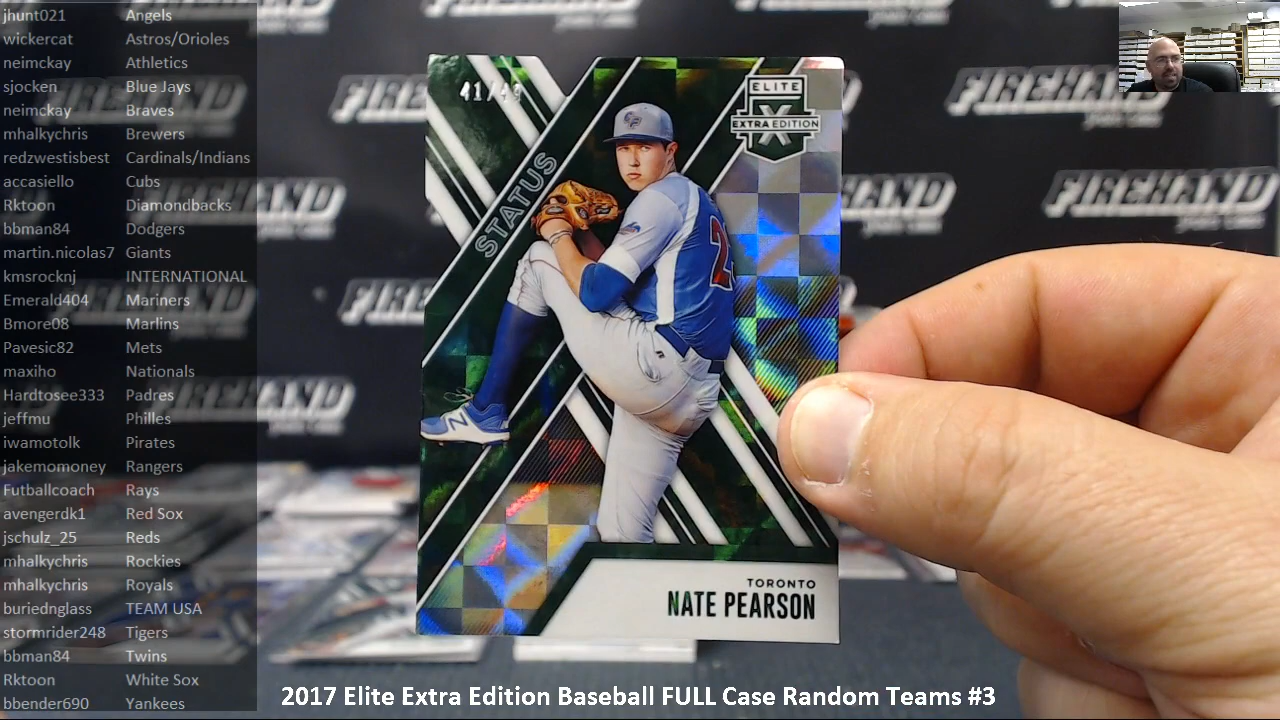 jhunt021 Angels
wickercat Astros/Orioles
neimckay Athletics
sjocken Blue Jays
neimckay Braves
mhalkychris Brewers
redzwestisbest Cardinals/Indians
accasiello Cubs
Rktoon Diamondbacks
bbman84 Dodgers
martin.nicolas7 Giants
kmsrocknj INTERNATIONAL
Emerald404 Mariners
Bmore08 Marlins
Pavesic82 Mets
maxiho Nationals
Hardtosee333 Padres
jeffmu Philles
iwamotolk Pirates
jakemomoney Rangers
Futballcoach Rays
avengerdk1 Red Sox
jschulz_25 Reds
mhalkychris Rockies
mhalkychris Royals
buriednglass TEAM USA
stormrider248 Tigers
bbman84 Twins
Rktoon White Sox
bbender690 Yankees
ELITE
X
EXTRA EDITION
STATUS
TORONTO
NATE PEARSON
FIREHAND
FIREHAND
FIREHAND
FIREHAND
FIREHAND
2017 Elite Extra Edition Baseball FULL Case Random Teams #3